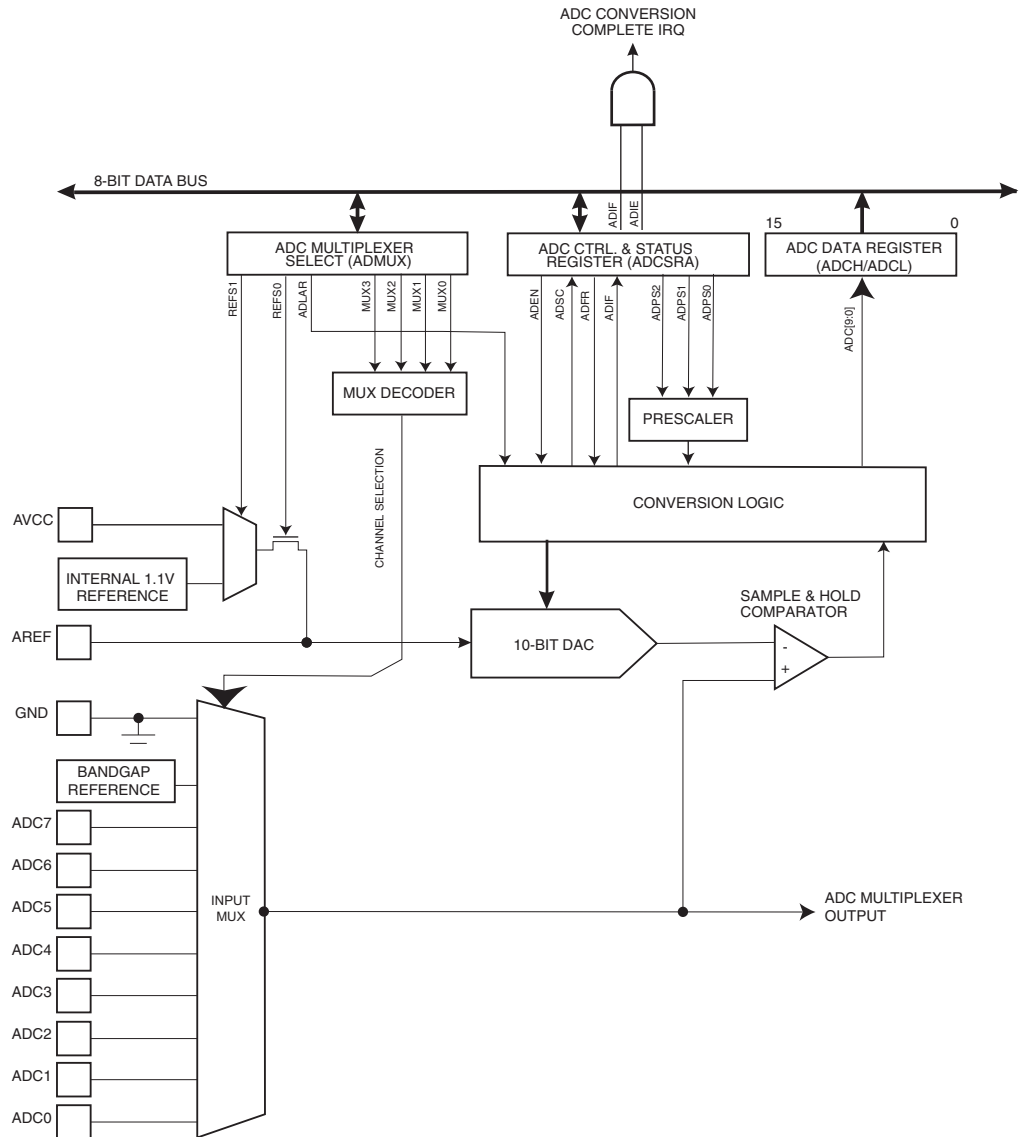 ADC CONVERSION
COMPLETE IRQ
8-BIT DATA BUS
ADIF
ADIE
15
0
ADC MULTIPLEXER
SELECT (ADMUX)
ADC CTRL. & STATUS
REGISTER (ADCSRA)
ADC DATA REGISTER
(ADCH/ADCL)
REFS1
REFS0
ADLAR
MUX3
MUX2
MUX1
MUX0
ADEN
ADSC
ADFR
ADIF
ADPS2
ADPS1
ADPS0
ADC[9:0]
MUX DECODER
PRESCALER
CHANNEL SELECTION
CONVERSION LOGIC
AVCC
INTERNAL 1.1V
REFERENCE
SAMPLE & HOLD
COMPARATOR
AREF
10-BIT DAC
-
+
GND
BANDGAP
REFERENCE
ADC7
ADC6
ADC5
INPUT
MUX
ADC MULTIPLEXER
OUTPUT
ADC4
ADC3
ADC2
ADC1
ADC0